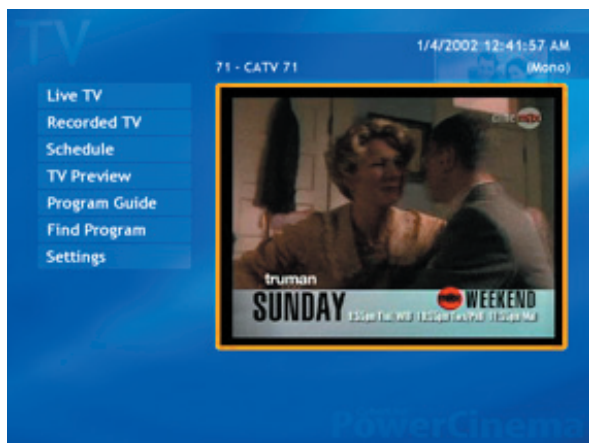 TV
1/4/2002 12:41:57 AM
71 - CATV 71
(Mono)
Live TV
Recorded TV
Schedule
TV Preview
Program Guide
Find Program
Settings
truman
SUNDAY
WEEKEND
PowerCinema